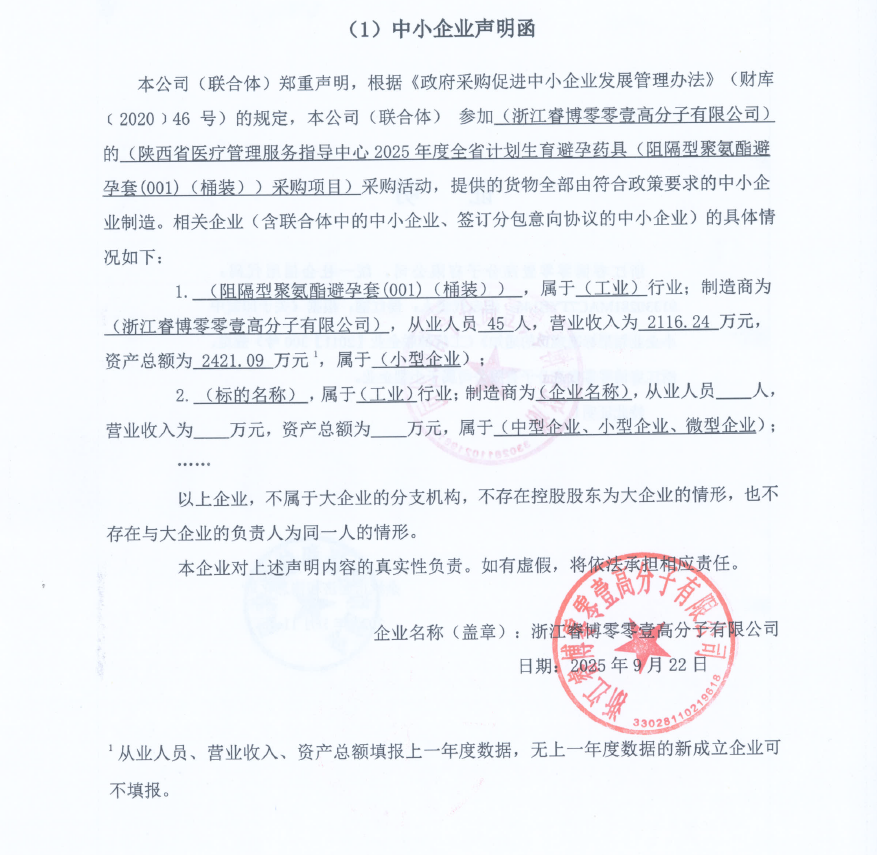 （1）中小企业声明函
本公司（联合体）郑重声明，根据《政府采购促进中小企业发展管理办法》（财库
﹝2020﹞46 号）的规定，本公司（联合体） 参加（浙江睿博零零壹高分子有限公司）
的（陕西省医疗管理服务指导中心 2025 年度全省计划生育避孕药具（阻隔型聚氨酯避
孕套(001)（桶装））采购项目）采购活动，提供的货物全部由符合政策要求的中小企
业制造。相关企业（含联合体中的中小企业、签订分包意向协议的中小企业）的具体情
况如下：
1. （阻隔型聚氨酯避孕套(001)（桶装）） ，属于（工业）行业；制造商为
（浙江睿博零零壹高分子有限公司），从业人员 45 人，营业收入为 2116.24 万元，
资产总额为 2421.09 万元¹，属于（小型企业）；
2. （标的名称） ，属于（工业）行业；制造商为（企业名称），从业人员____人，
营业收入为____万元，资产总额为____万元，属于（中型企业、小型企业、微型企业）；
……
以上企业，不属于大企业的分支机构，不存在控股股东为大企业的情形，也不
存在与大企业的负责人为同一人的情形。
本企业对上述声明内容的真实性负责。如有虚假，将依法承担相应责任。
企业名称（盖章）：浙江睿博零零壹高分子有限公司
日期：2025 年 9 月 22 日
浙江睿博零零壹高分子有限公司
33028110219618
¹ 从业人员、营业收入、资产总额填报上一年度数据，无上一年度数据的新成立企业可
不填报。